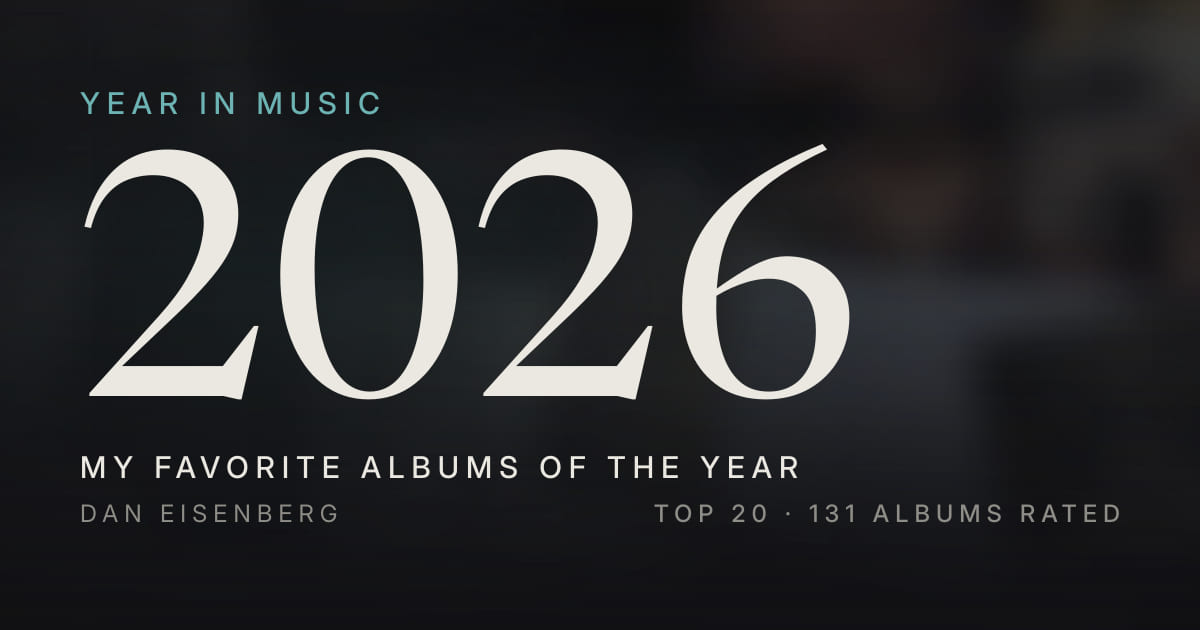 YEAR IN MUSIC
2026
MY FAVORITE ALBUMS OF THE YEAR
DAN EISENBERG
TOP 20 · 131 ALBUMS RATED